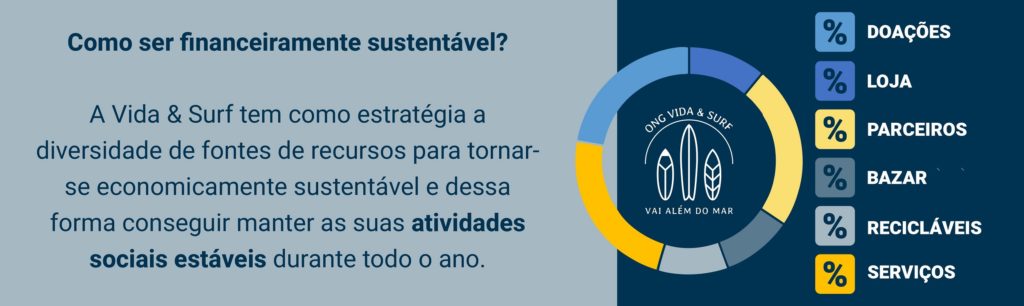 Como ser financeiramente sustentável?
A Vida & Surf tem como estratégia a
diversidade de fontes de recursos para tornar-
se economicamente sustentável e dessa
forma conseguir manter as suas atividades
sociais estáveis durante todo o ano.
ONG VIDA & SURF
VAI ALÉM DO MAR
% DOAÇÕES
% LOJA
% PARCEIROS
% BAZAR
% RECICLÁVEIS
% SERVIÇOS